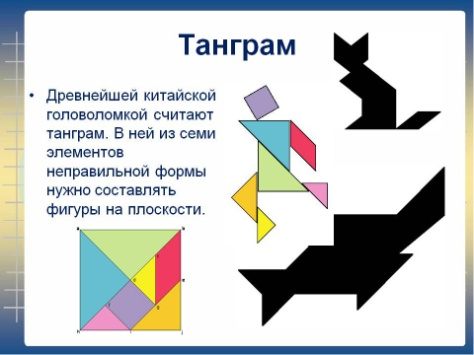 Танграм
• Древнейшей китайской
головоломкой считают
танграм. В ней из семи
элементов
неправильной формы
нужно составлять
фигуры на плоскости.